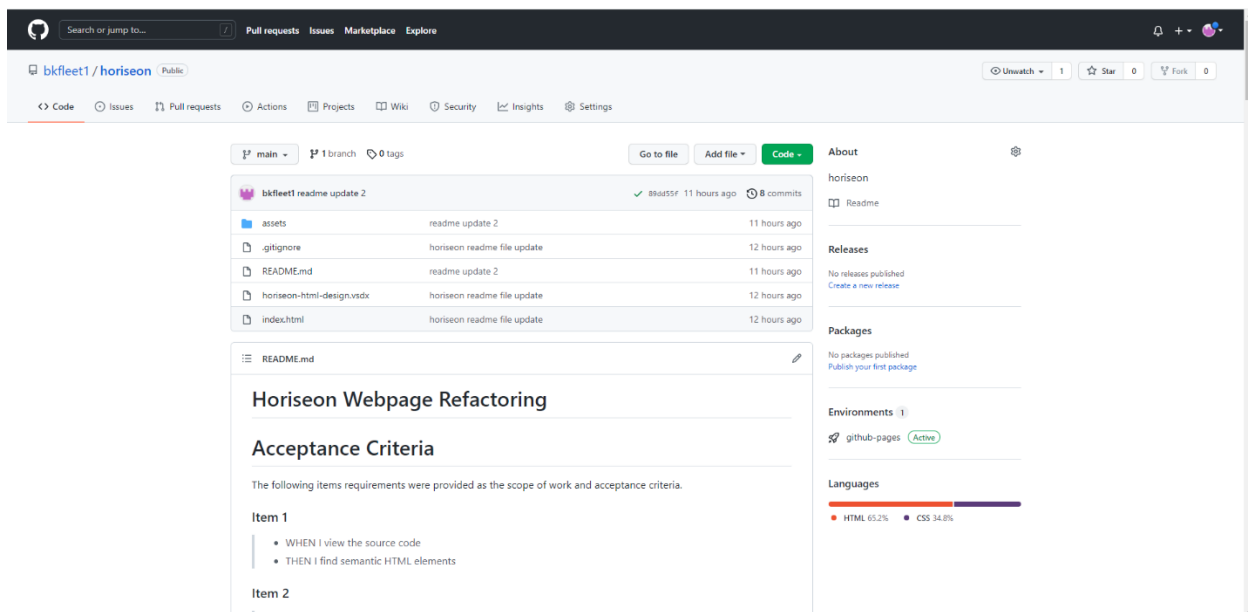 Search or jump to... / Pull requests Issues Marketplace Explore
bkfleet1 / horiseon Public Unwatch 1 Star 0 Fork 0
Code Issues Pull requests Actions Projects Wiki Security Insights Settings
main 1 branch 0 tags Go to file Add file Code
bkfleet1 readme update 2 89dd55f 11 hours ago 8 commits
assets readme update 2 11 hours ago
.gitignore horiseon readme file update 12 hours ago
README.md readme update 2 11 hours ago
horiseon-html-design.vsdx horiseon readme file update 12 hours ago
index.html horiseon readme file update 12 hours ago
README.md
Horiseon Webpage Refactoring
Acceptance Criteria
The following items requirements were provided as the scope of work and acceptance criteria.
Item 1
• WHEN I view the source code
• THEN I find semantic HTML elements
Item 2
About
horiseon
Readme
Releases
No releases published
Create a new release
Packages
No packages published
Publish your first package
Environments 1
github-pages Active
Languages
HTML 65.2% CSS 34.8%